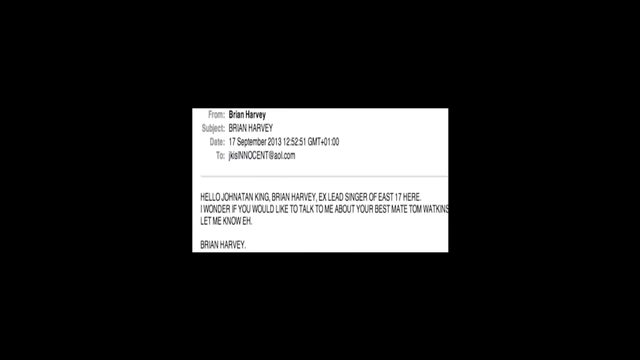 From: Brian Harvey
Subject: BRIAN HARVEY
Date: 17 September 2013 12:52:51 GMT+01:00
To: jkisINNOCENT@aol.com
HELLO JOHNATAN KING, BRIAN HARVEY, EX LEAD SINGER OF EAST 17 HERE.
I WONDER IF YOU WOULD LIKE TO TALK TO ME ABOUT YOUR BEST MATE TOM WATKINS
LET ME KNOW EH.
BRIAN HARVEY.